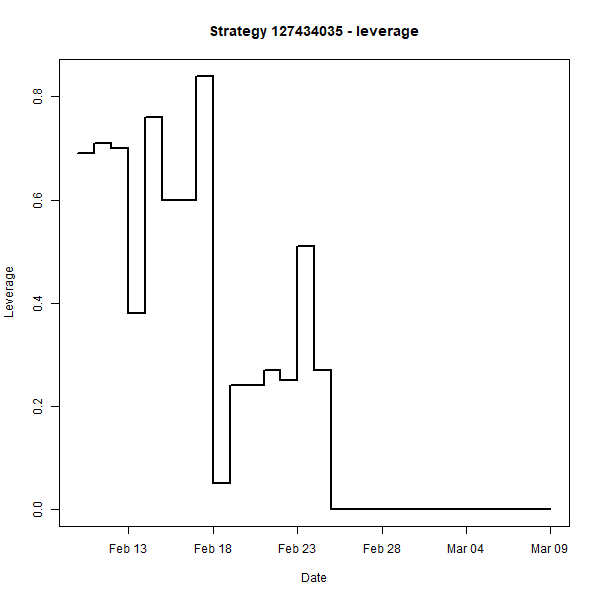 Strategy 127434035 - leverage
Leverage
0.8
0.6
0.4
0.2
0.0
Feb 13
Feb 18
Feb 23
Feb 28
Mar 04
Mar 09
Date